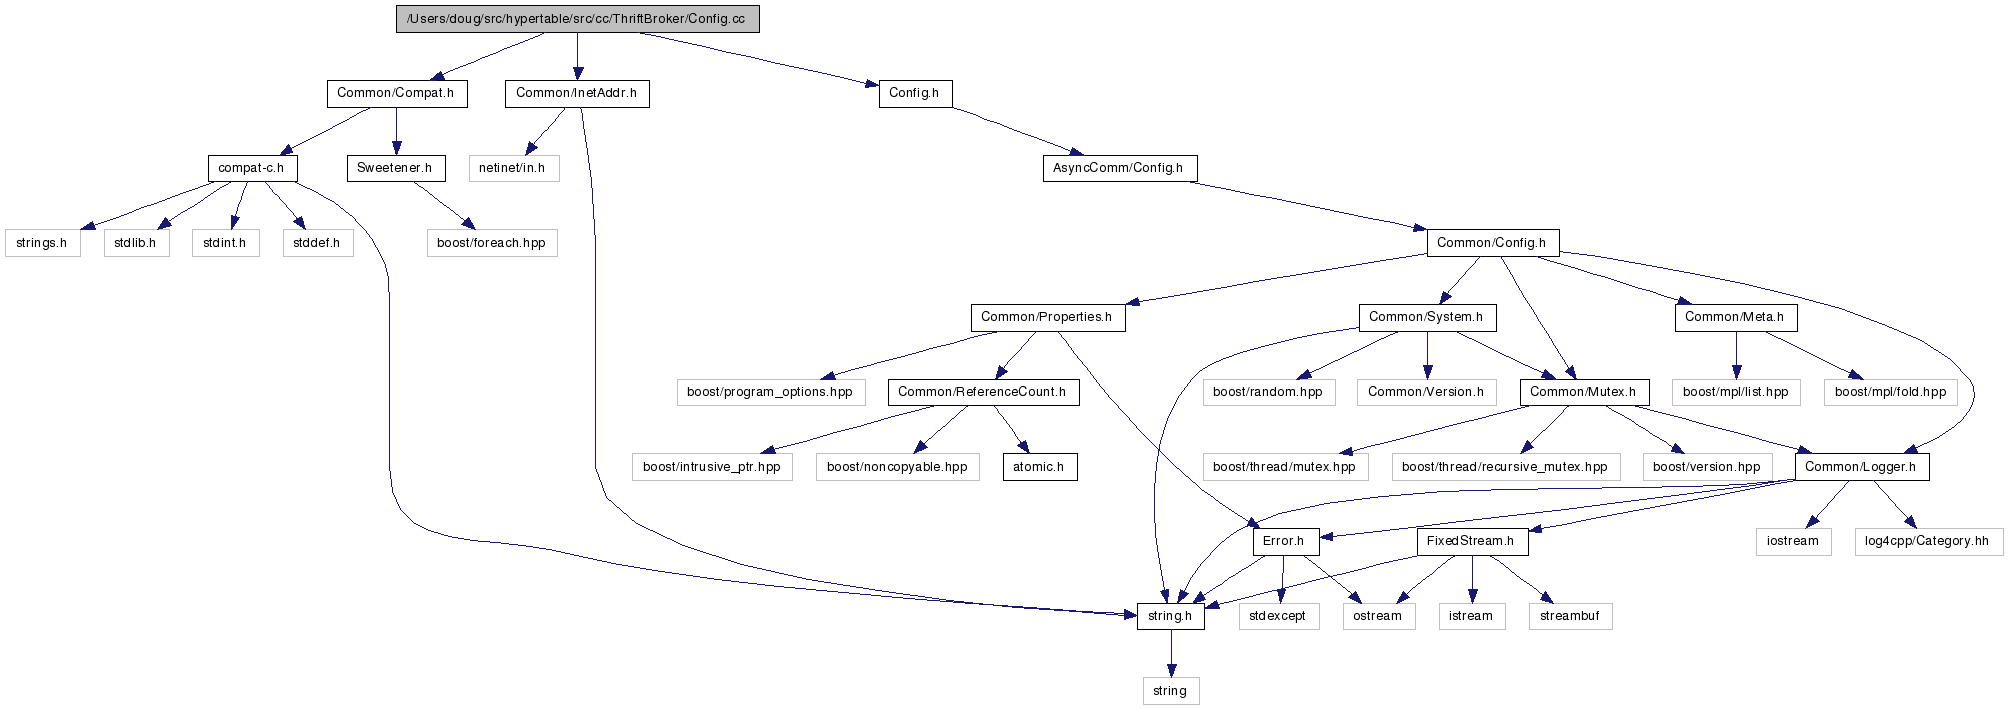 /Users/doug/src/hypertable/src/cc/ThriftBroker/Config.cc
Common/Compat.h
Common/InetAddr.h
Config.h
compat-c.h
Sweetener.h
netinet/in.h
AsyncComm/Config.h
strings.h
stdlib.h
stdint.h
stddef.h
boost/foreach.hpp
Common/Config.h
Common/Properties.h
Common/System.h
Common/Meta.h
boost/program_options.hpp
Common/ReferenceCount.h
boost/random.hpp
Common/Version.h
Common/Mutex.h
boost/mpl/list.hpp
boost/mpl/fold.hpp
boost/intrusive_ptr.hpp
boost/noncopyable.hpp
atomic.h
boost/thread/mutex.hpp
boost/thread/recursive_mutex.hpp
boost/version.hpp
Common/Logger.h
Error.h
FixedStream.h
iostream
log4cpp/Category.hh
string.h
stdexcept
ostream
istream
streambuf
string